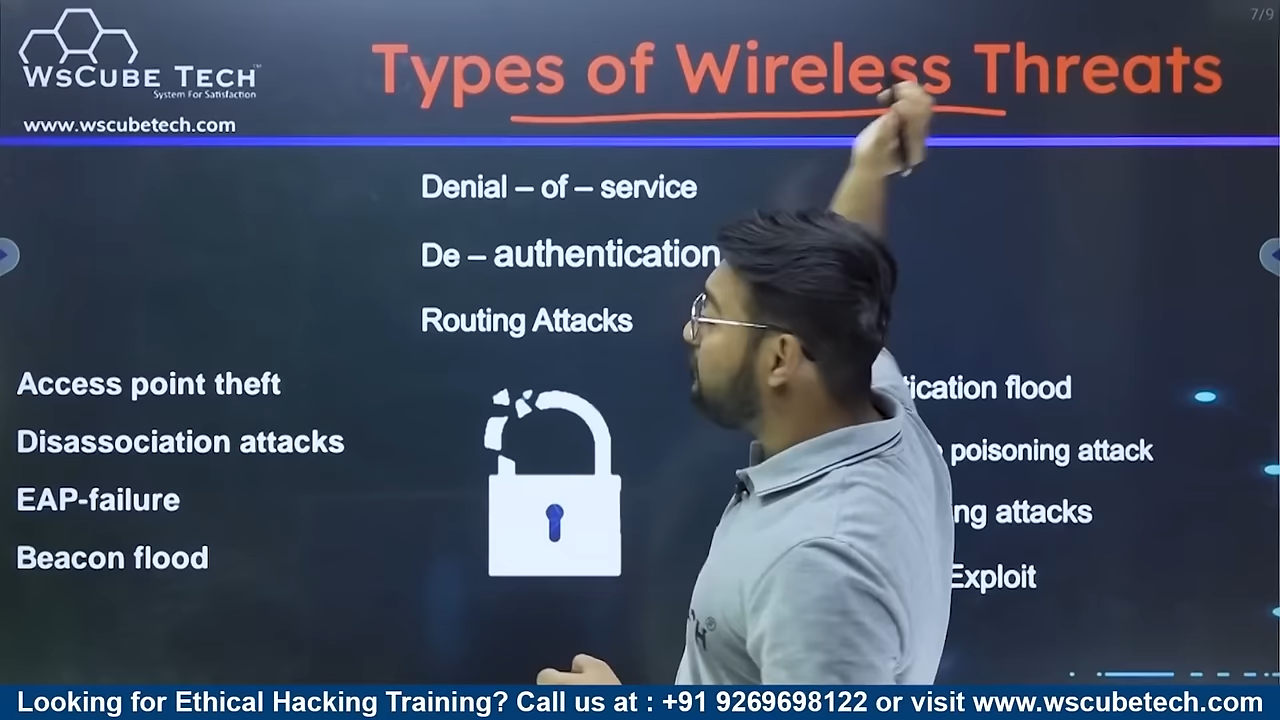 7/9
WsCube Tech™
System For Satisfaction
www.wscubetech.com
Types of Wireless Threats
Denial – of – service
De – authentication
Routing Attacks
Access point theft
Disassociation attacks
EAP-failure
Beacon flood
flood
poisoning attack
attacks
Exploit
Looking for Ethical Hacking Training? Call us at : +91 9269698122 or visit www.wscubetech.com